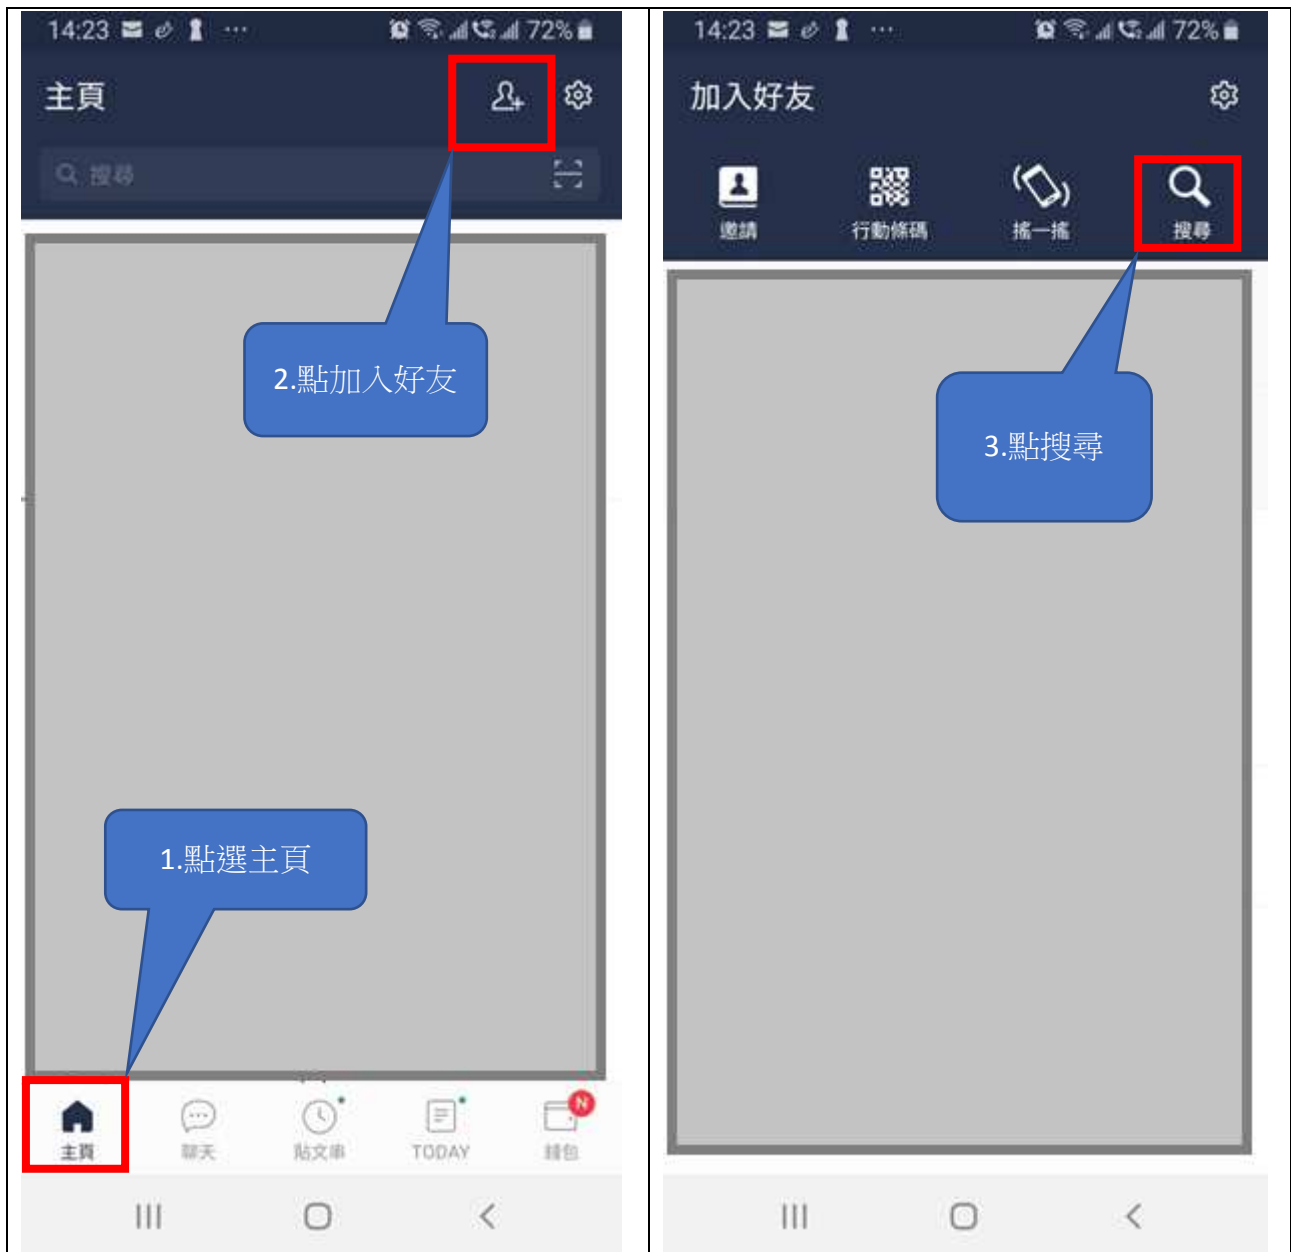 14:23
72%
主頁
搜尋
2.點加入好友
1.點選主頁
主頁
聊天
貼文串
TODAY
N
錢包
14:23
72%
加入好友
邀請
行動條碼
搖一搖
搜尋
3.點搜尋